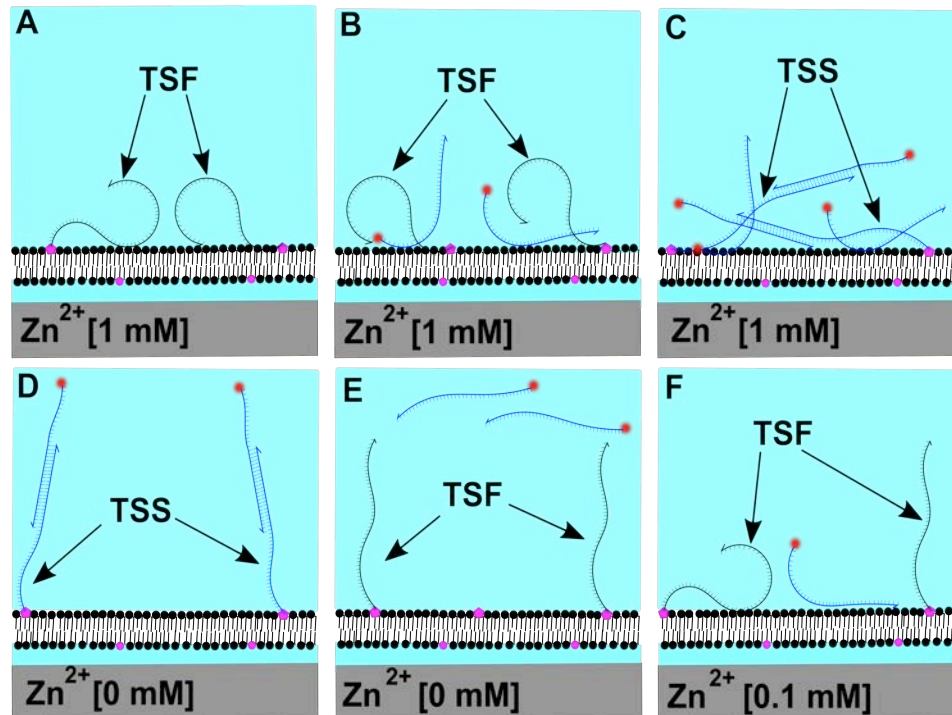 A
TSF
Zn²⁺[1 mM]
B
TSF
Zn²⁺[1 mM]
C
TSS
Zn²⁺[1 mM]
D
TSS
Zn²⁺[0 mM]
E
TSF
Zn²⁺[0 mM]
F
TSF
Zn²⁺[0.1 mM]